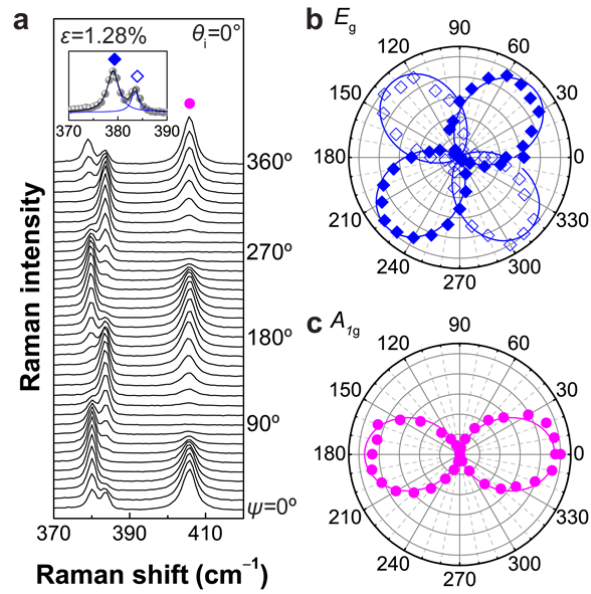 a
ε=1.28%
θi=0°
370 380 390
360°
270°
180°
90°
ψ=0°
Raman intensity
370 390 410
Raman shift (cm⁻¹)
b
Eg
90
120 60
150 30
180 0
210 330
240 300
270
c
A1g
90
120 60
150 30
180 0
210 330
240 300
270